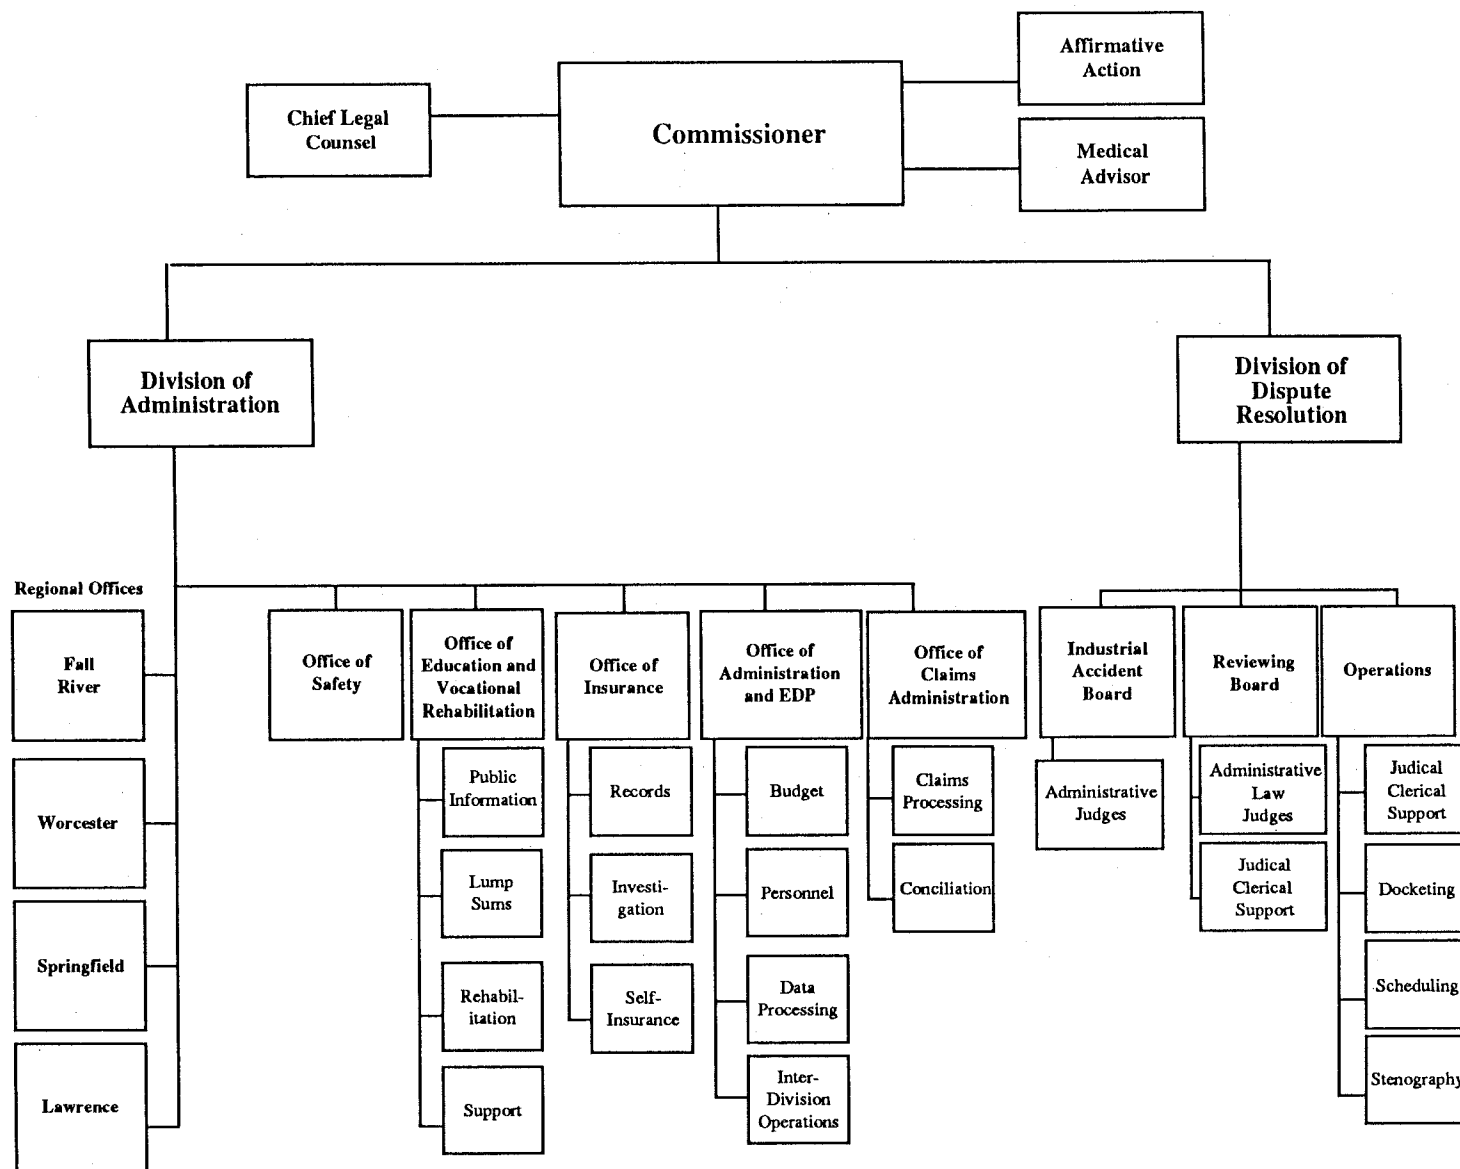 Affirmative
Action
Chief Legal
Counsel
Commissioner
Medical
Advisor
Division of
Administration
Division of
Dispute
Resolution
Regional Offices
Fall
River
Worcester
Springfield
Lawrence
Office of
Safety
Office of
Education and
Vocational
Rehabilitation
Public
Information
Lump
Sums
Rehabil-
itation
Support
Office of
Insurance
Records
Investi-
gation
Self-
Insurance
Office of
Administration
and EDP
Budget
Personnel
Data
Processing
Inter-
Division
Operations
Office of
Claims
Administration
Claims
Processing
Conciliation
Industrial
Accident
Board
Administrative
Judges
Reviewing
Board
Administrative
Law
Judges
Judical
Clerical
Support
Operations
Judical
Clerical
Support
Docketing
Scheduling
Stenography